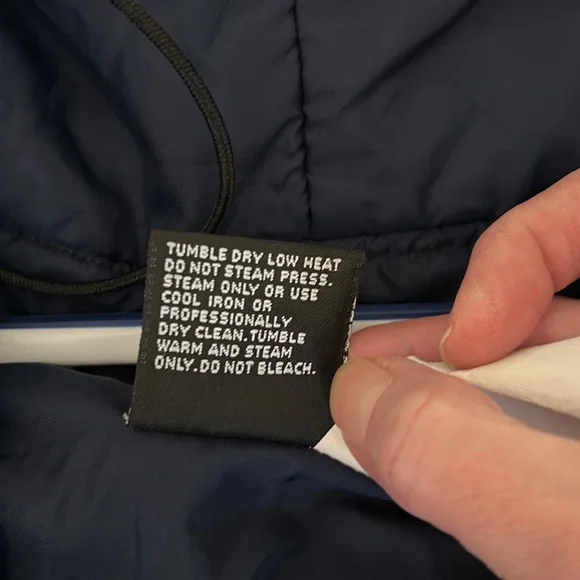 TUMBLE DRY LOW HEAT
DO NOT STEAM PRESS.
STEAM ONLY OR USE
COOL IRON OR
PROFESSIONALLY
DRY CLEAN.TUMBLE
WARM AND STEAM
ONLY.DO NOT BLEACH.